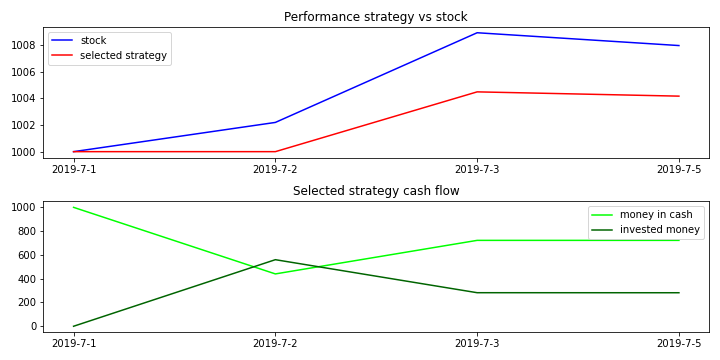 Performance strategy vs stock
stock
selected strategy
1008
1006
1004
1002
1000
2019-7-1 2019-7-2 2019-7-3 2019-7-5
Selected strategy cash flow
money in cash
invested money
1000
800
600
400
200
0
2019-7-1 2019-7-2 2019-7-3 2019-7-5